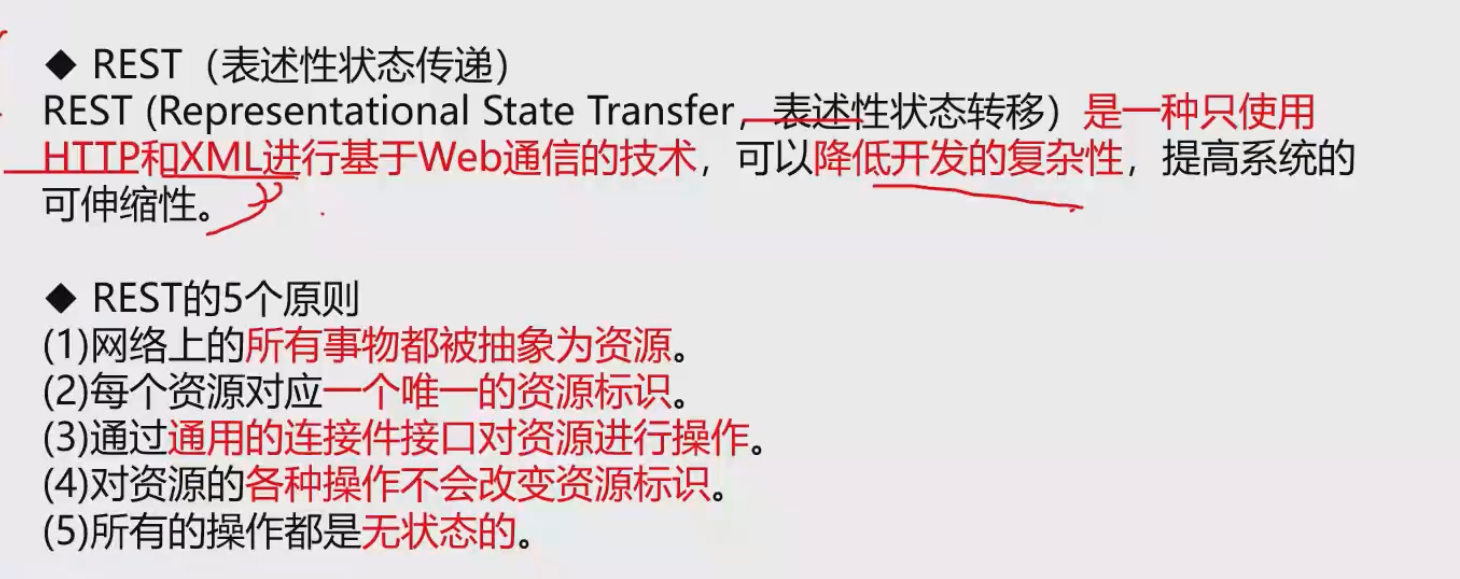 ◆ REST（表述性状态传递）
REST (Representational State Transfer，表述性状态转移）是一种只使用
HTTP和XML进行基于Web通信的技术，可以降低开发的复杂性，提高系统的
可伸缩性。
◆ REST的5个原则
(1)网络上的所有事物都被抽象为资源。
(2)每个资源对应一个唯一的资源标识。
(3)通过通用的连接件接口对资源进行操作。
(4)对资源的各种操作不会改变资源标识。
(5)所有的操作都是无状态的。